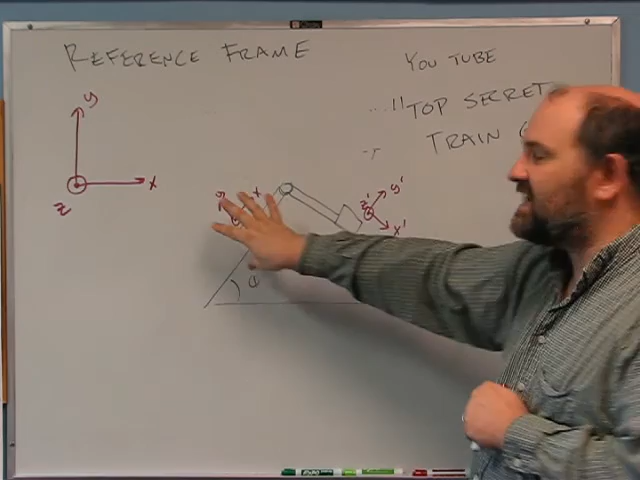 REFERENCE FRAME
YOU TUBE
... "TOP SECRET
TRAIN
y
x
z
y
x
z'
y'
x'
θ